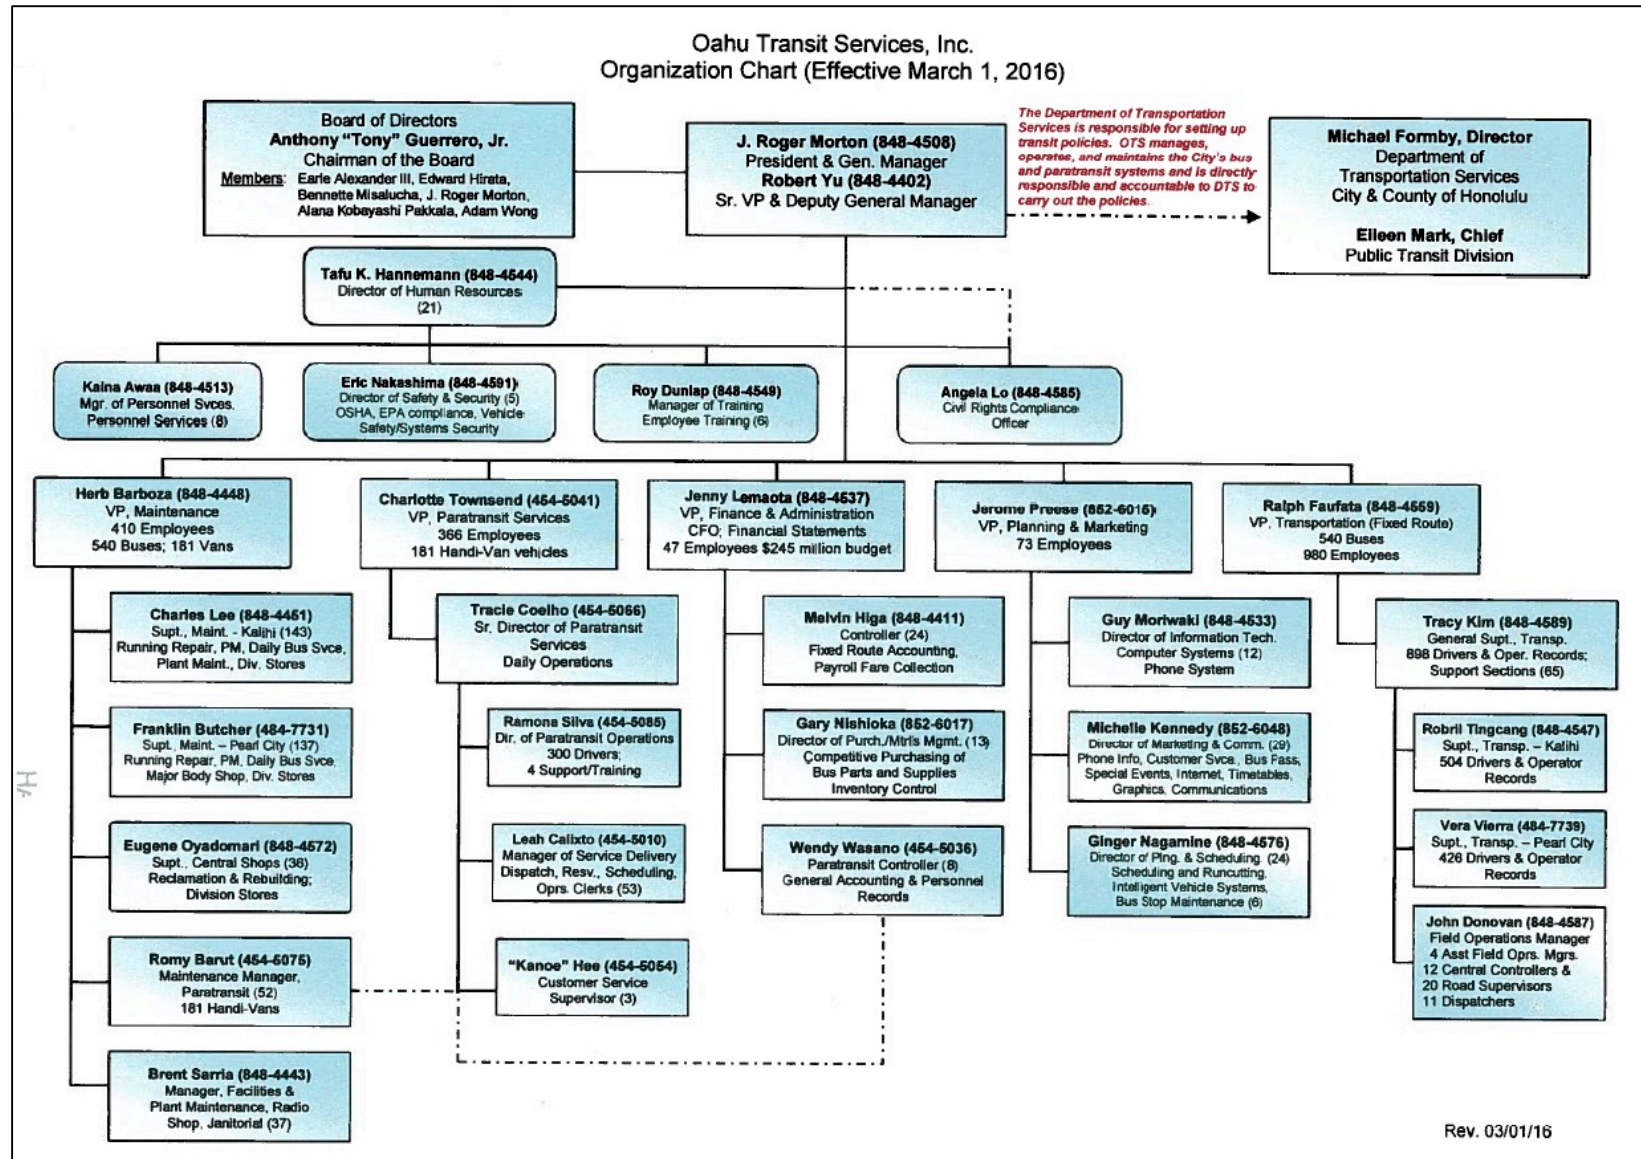 Oahu Transit Services, Inc.
Organization Chart (Effective March 1, 2016)
Board of Directors
Anthony “Tony” Guerrero, Jr.
Chairman of the Board
Members: Earle Alexander III, Edward Hirata,
Bennette Misalucha, J. Roger Morton,
Alana Kobayashi Pakkala, Adam Wong
J. Roger Morton (848-4508)
President & Gen. Manager
Robert Yu (848-4402)
Sr. VP & Deputy General Manager
The Department of Transportation
Services is responsible for setting up
transit policies. OTS manages,
operates, and maintains the City's bus
and paratransit systems and is directly
responsible and accountable to DTS to
carry out the policies.
Michael Formby, Director
Department of
Transportation Services
City & County of Honolulu
Eileen Mark, Chief
Public Transit Division
Tafu K. Hannemann (848-4544)
Director of Human Resources
(21)
Kaina Awaa (848-4513)
Mgr. of Personnel Svces.
Personnel Services (8)
Eric Nakashima (848-4591)
Director of Safety & Security (5)
OSHA, EPA compliance, Vehicle
Safety/Systems Security
Roy Dunlap (848-4549)
Manager of Training
Employee Training (6)
Angela Lo (848-4585)
Civil Rights Compliance
Officer
Herb Barboza (848-4448)
VP, Maintenance
410 Employees
540 Buses; 181 Vans
Charlotte Townsend (454-5041)
VP, Paratransit Services
366 Employees
181 Handi-Van vehicles
Jenny Lemaota (848-4537)
VP, Finance & Administration
CFO; Financial Statements
47 Employees $245 million budget
Jerome Preese (852-6015)
VP, Planning & Marketing
73 Employees
Ralph Faufata (848-4559)
VP, Transportation (Fixed Route)
540 Buses
980 Employees
Charles Lee (848-4451)
Supt., Maint. - Kalihi (143)
Running Repair, PM, Daily Bus Svce,
Plant Maint., Div. Stores
Franklin Butcher (484-7731)
Supt., Maint. – Pearl City (137)
Running Repair, PM, Daily Bus Svce,
Major Body Shop, Div. Stores
Eugene Oyadomari (848-4572)
Supt., Central Shops (36)
Reclamation & Rebuilding;
Division Stores
Romy Barut (454-5075)
Maintenance Manager,
Paratransit (52)
181 Handi-Vans
Brent Sarria (848-4443)
Manager, Facilities &
Plant Maintenance, Radio
Shop, Janitorial (37)
Tracie Coelho (454-5066)
Sr. Director of Paratransit
Services
Daily Operations
Ramona Silva (454-5085)
Dir. of Paratransit Operations
300 Drivers;
4 Support/Training
Leah Calixto (454-5010)
Manager of Service Delivery
Dispatch, Resv., Scheduling,
Oprs. Clerks (53)
“Kanoe” Hee (454-5054)
Customer Service
Supervisor (3)
Melvin Higa (848-4411)
Controller (24)
Fixed Route Accounting,
Payroll Fare Collection
Gary Nishioka (852-6017)
Director of Purch./Mtrls Mgmt. (13)
Competitive Purchasing of
Bus Parts and Supplies
Inventory Control
Wendy Wasano (454-5036)
Paratransit Controller (8)
General Accounting & Personnel
Records
Guy Moriwaki (848-4533)
Director of Information Tech.
Computer Systems (12)
Phone System
Michelle Kennedy (852-6048)
Director of Marketing & Comm. (29)
Phone Info, Customer Svce., Bus Pass,
Special Events, Internet, Timetables,
Graphics, Communications
Ginger Nagamine (848-4576)
Director of Plng. & Scheduling. (24)
Scheduling and Runcutting,
Intelligent Vehicle Systems,
Bus Stop Maintenance (6)
Tracy Kim (848-4589)
General Supt., Transp.
898 Drivers & Oper. Records;
Support Sections (65)
Robril Tingcang (848-4547)
Supt., Transp. – Kalihi
504 Drivers & Operator
Records
Vera Vierra (484-7739)
Supt., Transp. – Pearl City
426 Drivers & Operator
Records
John Donovan (848-4587)
Field Operations Manager
4 Asst Field Oprs. Mgrs.
12 Central Controllers &
20 Road Supervisors
11 Dispatchers
Rev. 03/01/16